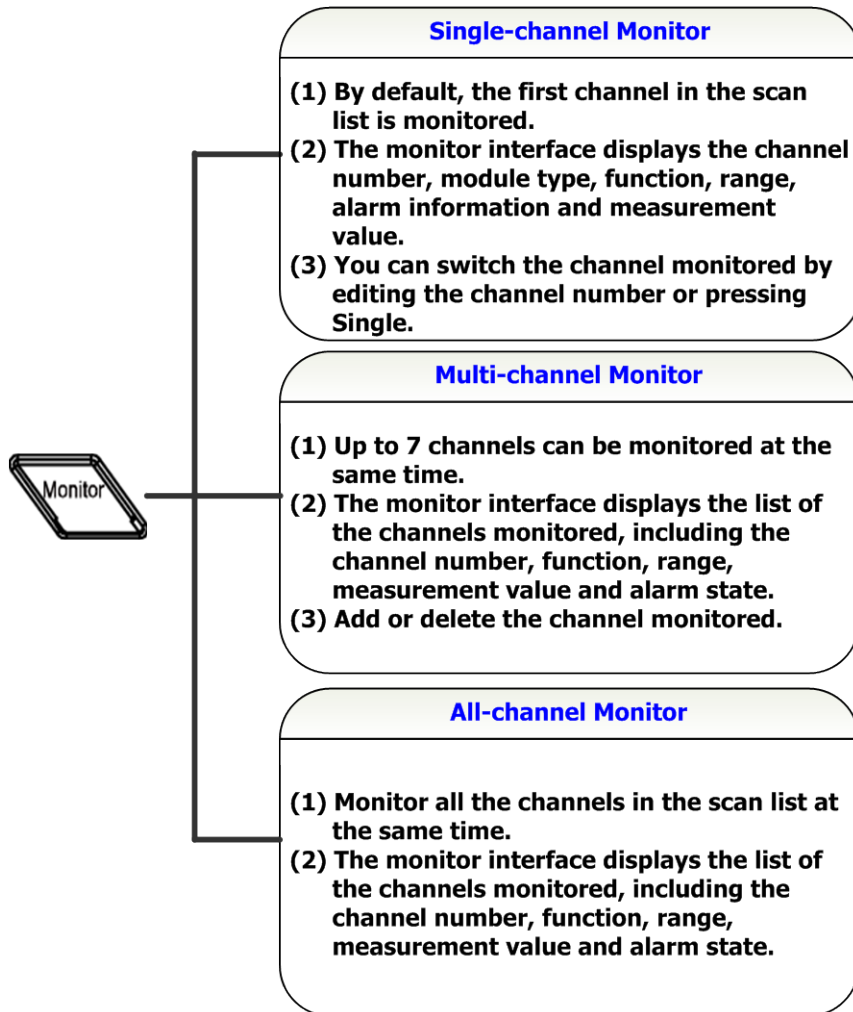 Single-channel Monitor
(1) By default, the first channel in the scan
list is monitored.
(2) The monitor interface displays the channel
number, module type, function, range,
alarm information and measurement
value.
(3) You can switch the channel monitored by
editing the channel number or pressing
Single.
Multi-channel Monitor
(1) Up to 7 channels can be monitored at the
same time.
(2) The monitor interface displays the list of
the channels monitored, including the
channel number, function, range,
measurement value and alarm state.
(3) Add or delete the channel monitored.
Monitor
All-channel Monitor
(1) Monitor all the channels in the scan list at
the same time.
(2) The monitor interface displays the list of
the channels monitored, including the
channel number, function, range,
measurement value and alarm state.